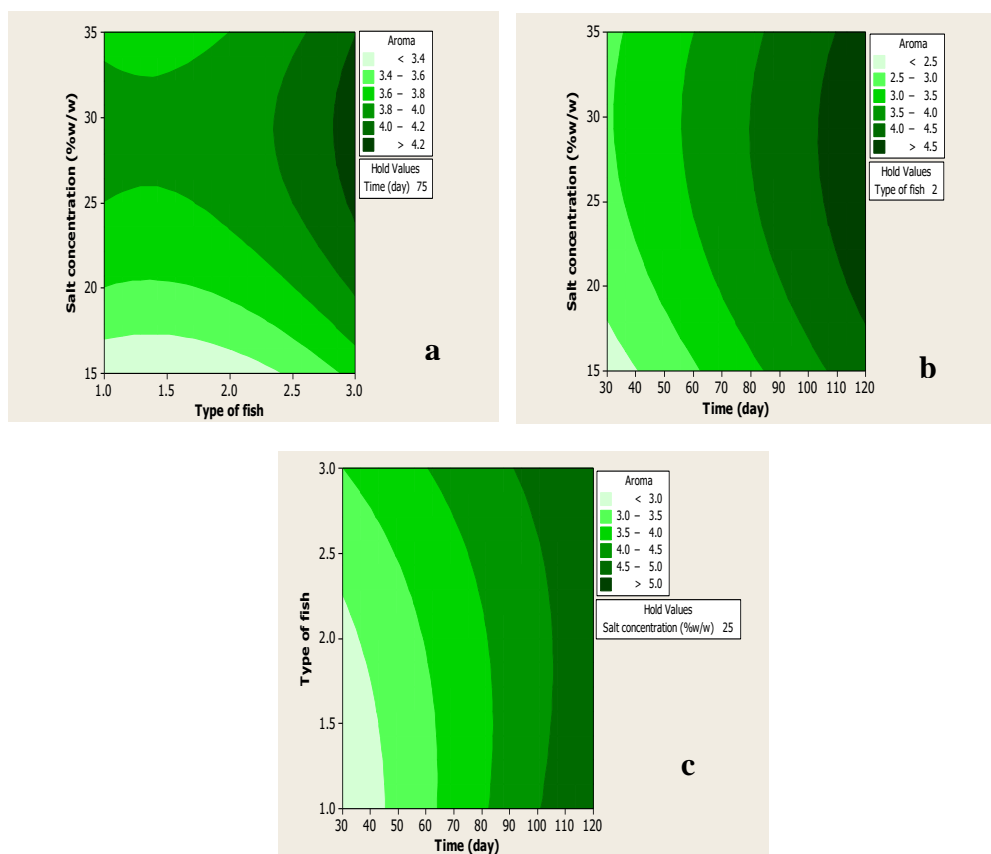 35
30
25
20
15
Salt concentration (%w/w)
1.0 1.5 2.0 2.5 3.0
Type of fish
Aroma
< 3.4
3.4 – 3.6
3.6 – 3.8
3.8 – 4.0
4.0 – 4.2
> 4.2
Hold Values
Time (day) 75
a
35
30
25
20
15
Salt concentration (%w/w)
30 40 50 60 70 80 90 100 110 120
Time (day)
Aroma
< 2.5
2.5 – 3.0
3.0 – 3.5
3.5 – 4.0
4.0 – 4.5
> 4.5
Hold Values
Type of fish 2
b
3.0
2.5
2.0
1.5
1.0
Type of fish
30 40 50 60 70 80 90 100 110 120
Time (day)
Aroma
< 3.0
3.0 – 3.5
3.5 – 4.0
4.0 – 4.5
4.5 – 5.0
> 5.0
Hold Values
Salt concentration (%w/w) 25
c